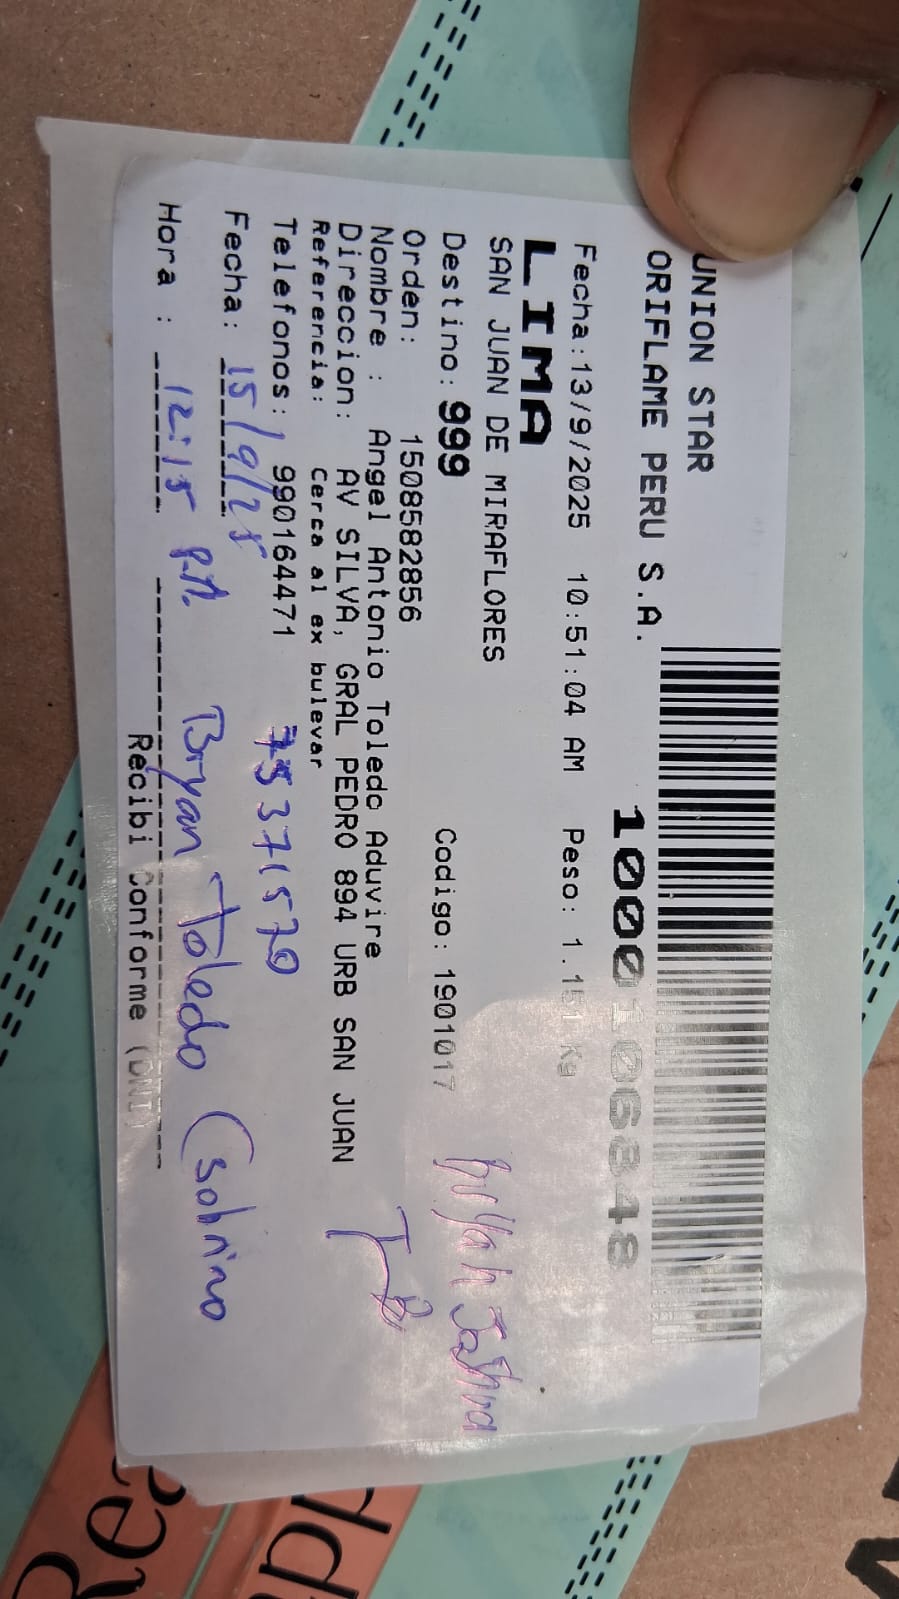 UNION STAR
ORIFLAME PERU S.A.
10001068348
Fecha:13/9/2025 10:51:04 AM Peso: 1.151 Kg
LIMA
SAN JUAN DE MIRAFLORES
Destino: 999 Codigo: 1901017
Orden: 1508582856
Nombre : Angel Antonio Toledo Aduvire
Direccion: AV SILVA, GRAL PEDRO 894 URB SAN JUAN
Referencia: Cerca al ex bulevar
Telefonos: 990164471 75371570
Fecha: 15/9/25
Hora : 12:15 P.M. Bryan Toledo (sobrino
Recibi Conforme (DNI)